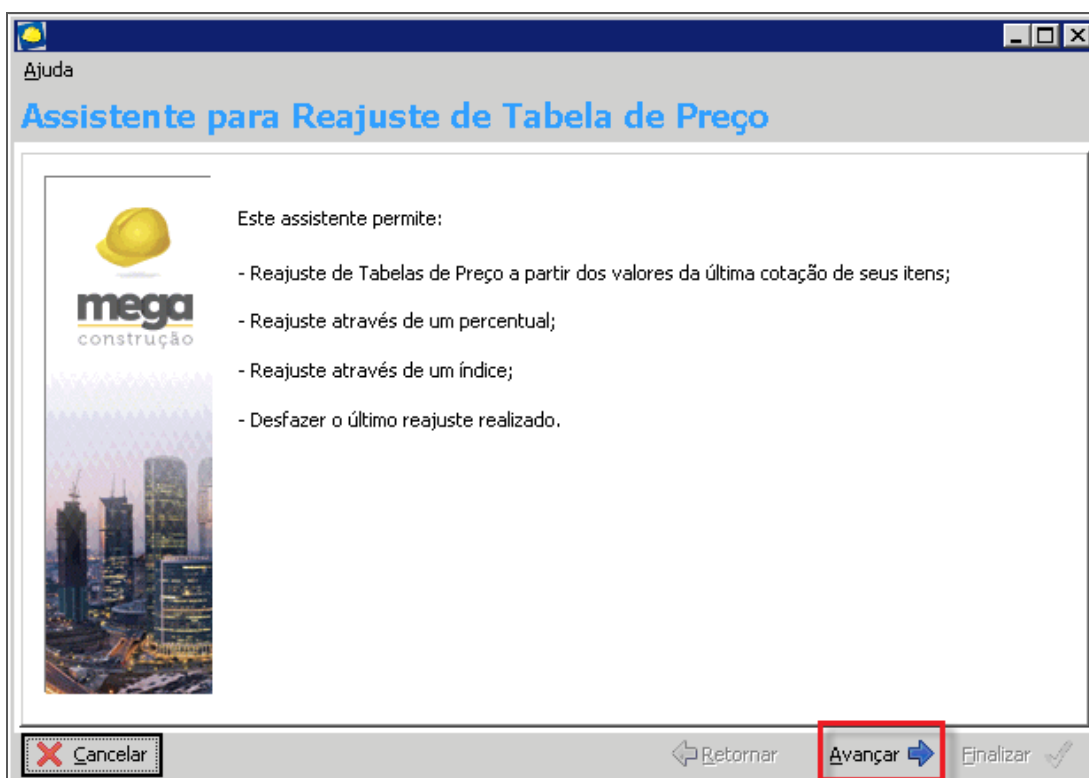 Ajuda
Assistente para Reajuste de Tabela de Preço
Este assistente permite:
- Reajuste de Tabelas de Preço a partir dos valores da última cotação de seus itens;
- Reajuste através de um percentual;
- Reajuste através de um índice;
- Desfazer o último reajuste realizado.
mega
construção
Cancelar
Retornar
Avançar
Finalizar